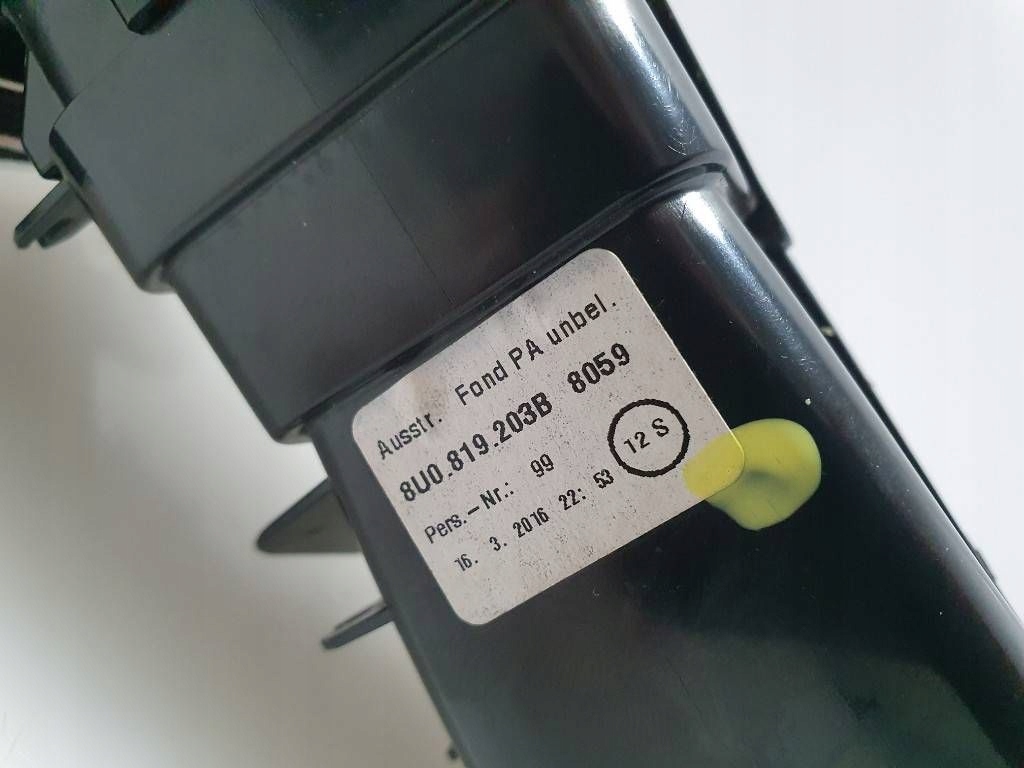 Ausstr. Fond PA unbel.
8U0.819.203B 8059
Pers.-Nr.: 99
16. 3. 2016 22: 53
12 S